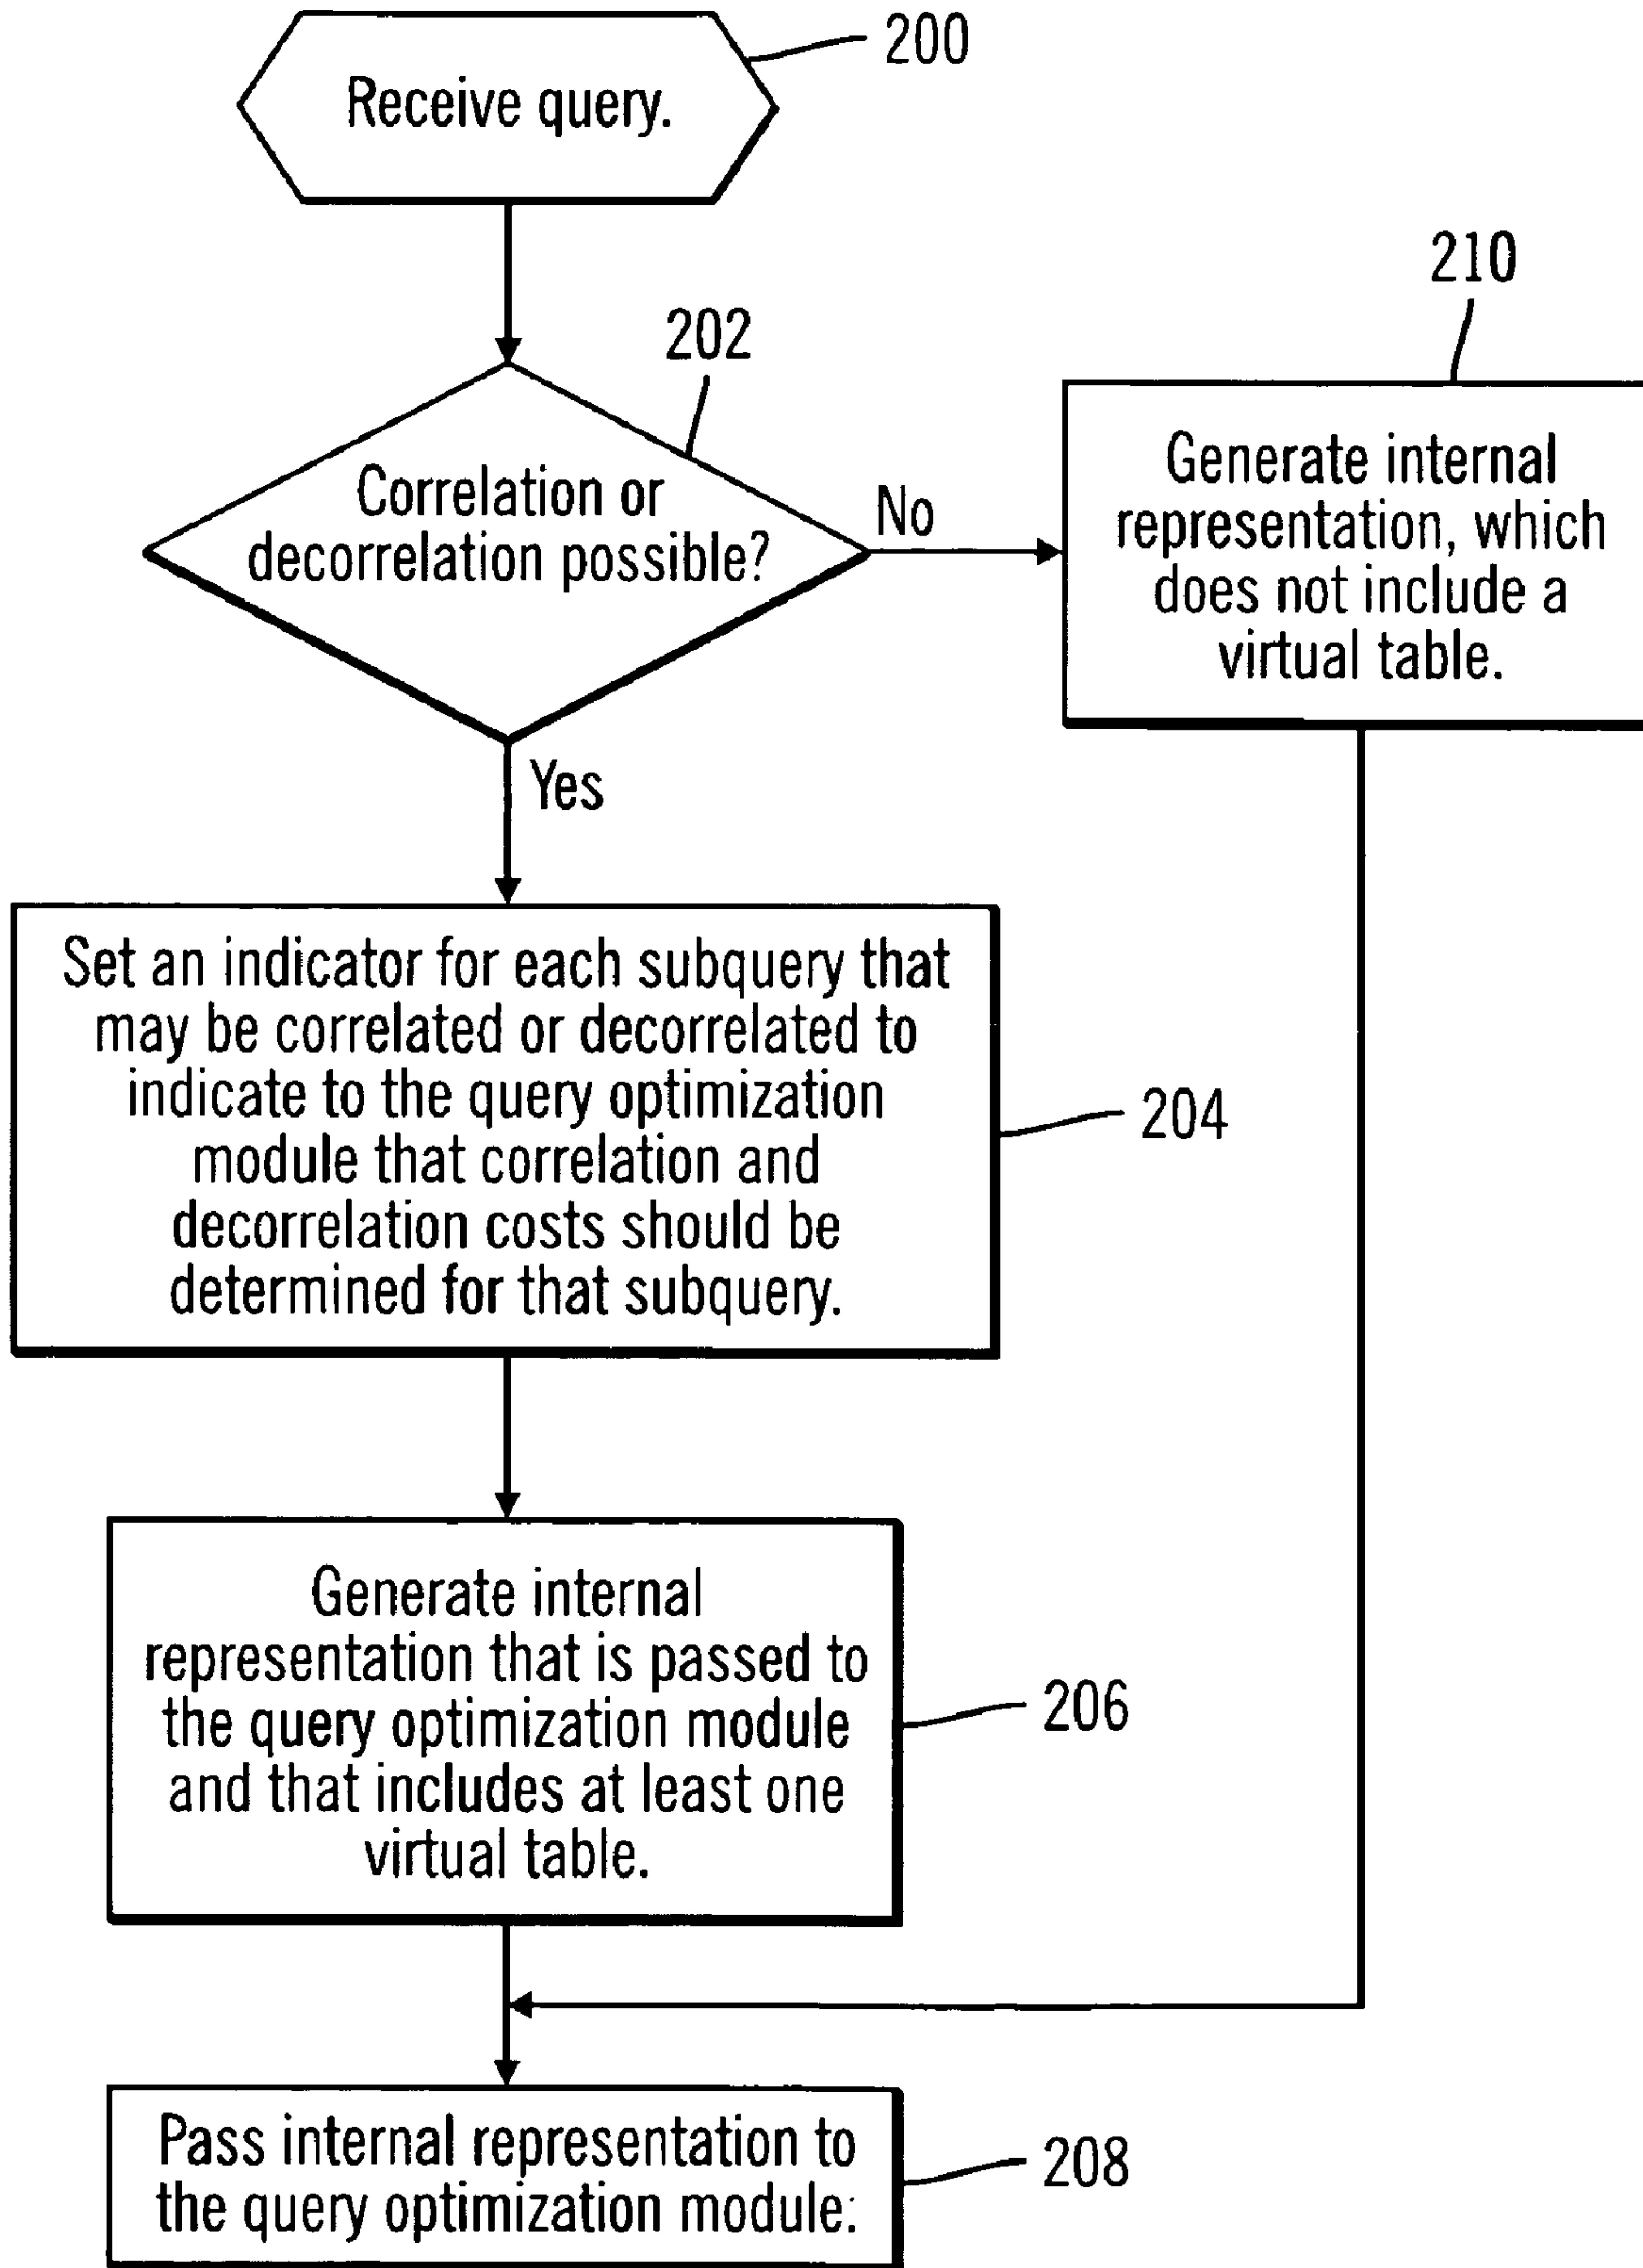 200
Receive query.
202
Correlation or
decorrelation possible?
No
210
Generate internal
representation, which
does not include a
virtual table.
Yes
Set an indicator for each subquery that
may be correlated or decorrelated to
indicate to the query optimization
module that correlation and
decorrelation costs should be
determined for that subquery.
204
Generate internal
representation that is passed to
the query optimization module
and that includes at least one
virtual table.
206
Pass internal representation to
the query optimization module.
208